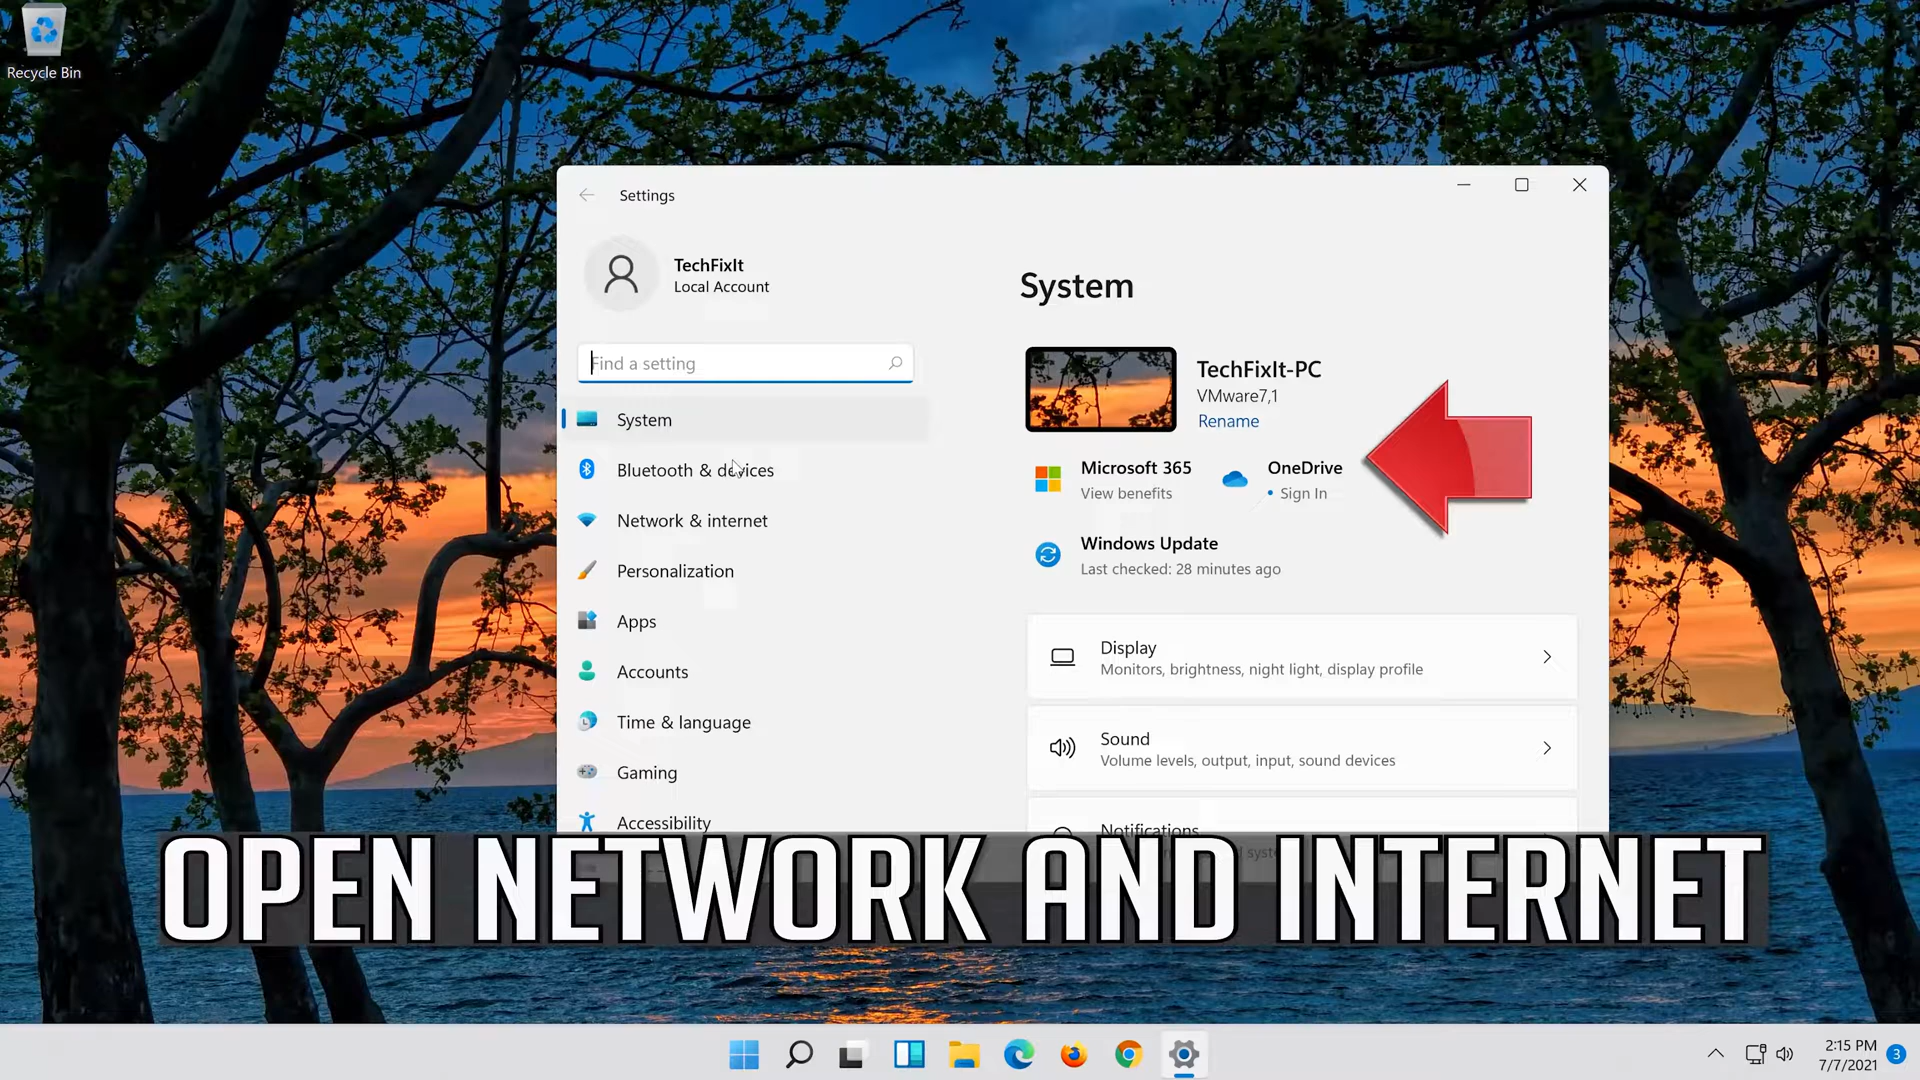 Recycle Bin
Settings
TechFixIt
Local Account
Find a setting
System
Bluetooth & devices
Network & internet
Personalization
Apps
Accounts
Time & language
Gaming
Accessibility
System
TechFixIt-PC
VMware7,1
Rename
Microsoft 365
View benefits
OneDrive
• Sign In
Windows Update
Last checked: 28 minutes ago
Display
Monitors, brightness, night light, display profile
Sound
Volume levels, output, input, sound devices
Notifications
OPEN NETWORK AND INTERNET
2:15 PM
7/7/2021
3